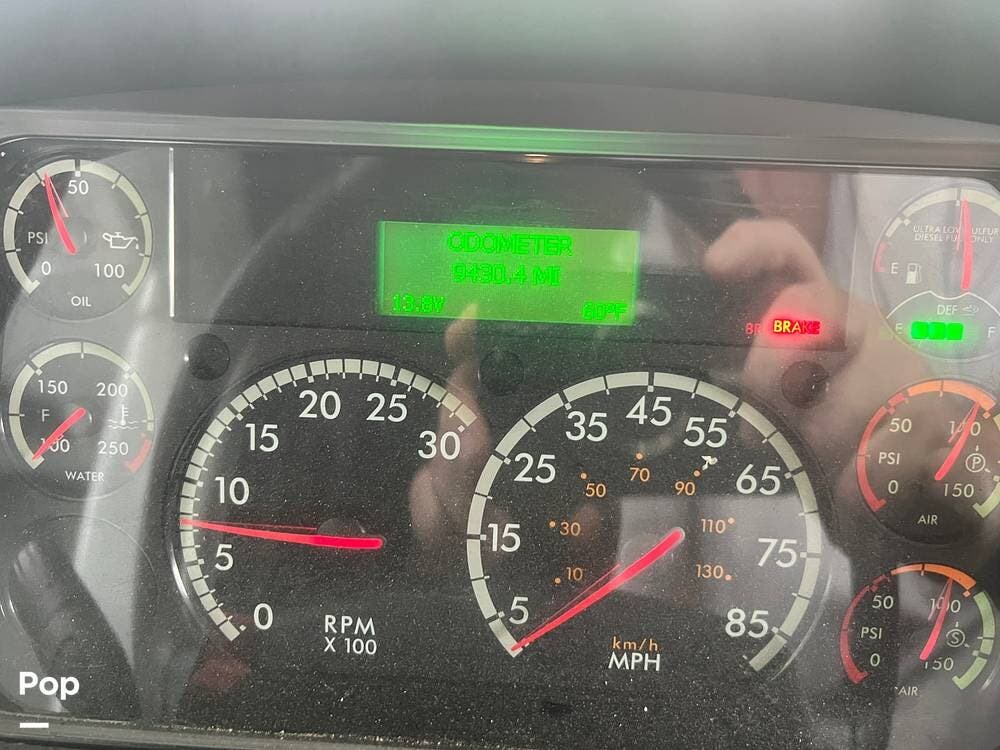 50
PSI
0 100
OIL
ODOMETER
9430.4 MI
13.8V 60°F
BRAKE
ULTRA LOW SULFUR
DIESEL FUEL ONLY
E
DEF
E F
150 200
F
100 250
WATER
0 5 10 15 20 25 30
RPM
X 100
5 15 25 35 45 55 65 75 85
10 30 50 70 90 110 130
km/h
MPH
50 100
PSI
P
0 150
AIR
50 100
PSI
S
0 150
AIR
Pop